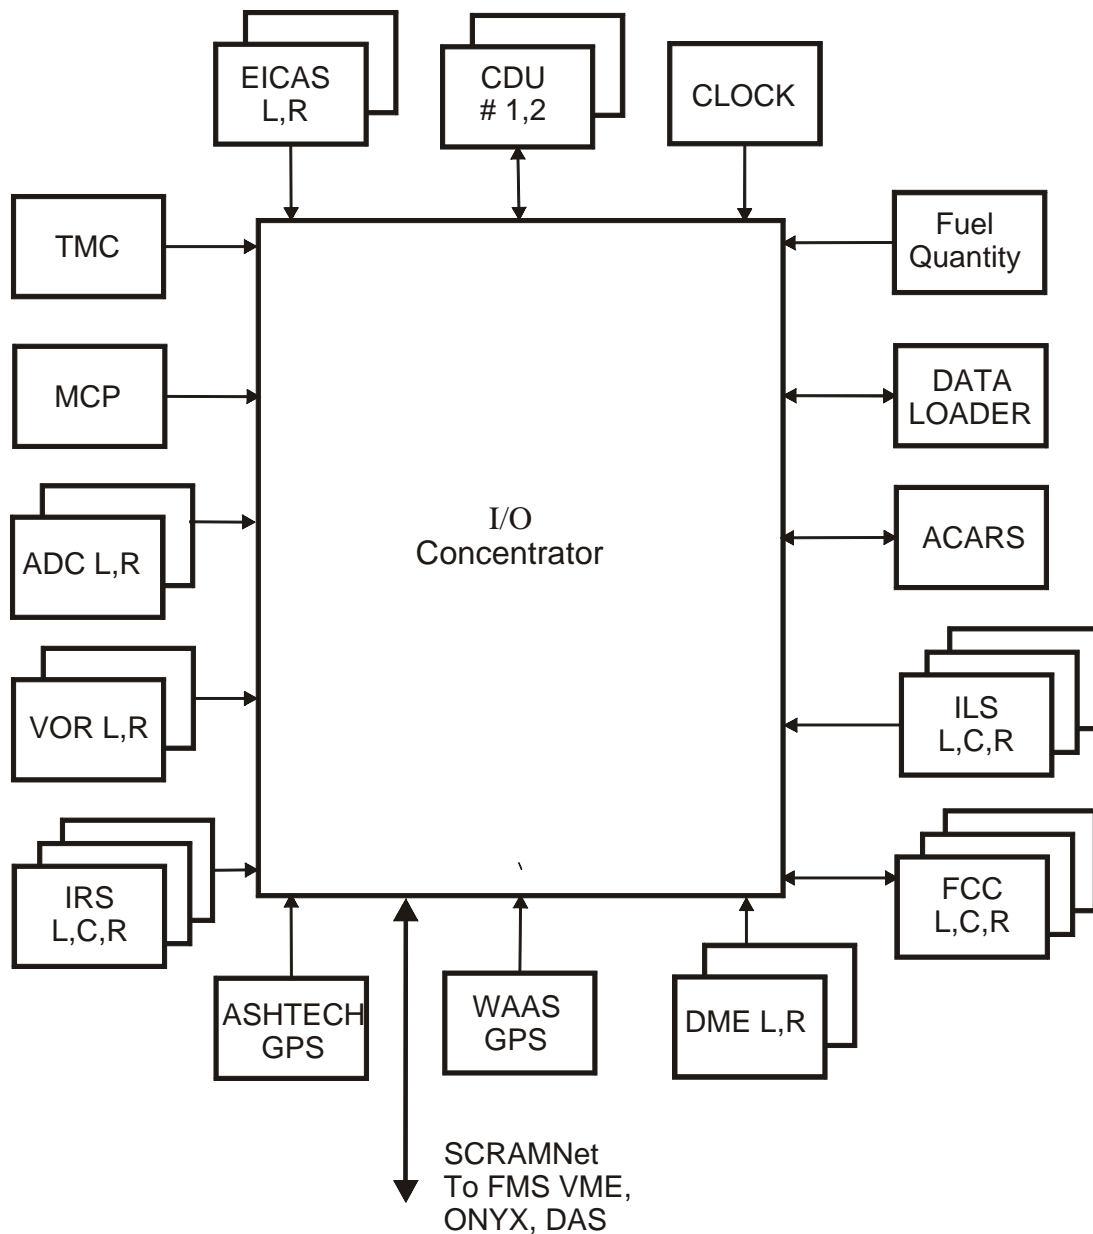 EICAS
L,R
CDU
# 1,2
CLOCK
TMC
Fuel
Quantity
MCP
DATA
LOADER
I/O
Concentrator
ADC L,R
ACARS
VOR L,R
ILS
L,C,R
IRS
L,C,R
FCC
L,C,R
ASHTECH
GPS
WAAS
GPS
DME L,R
SCRAMNet
To FMS VME,
ONYX, DAS